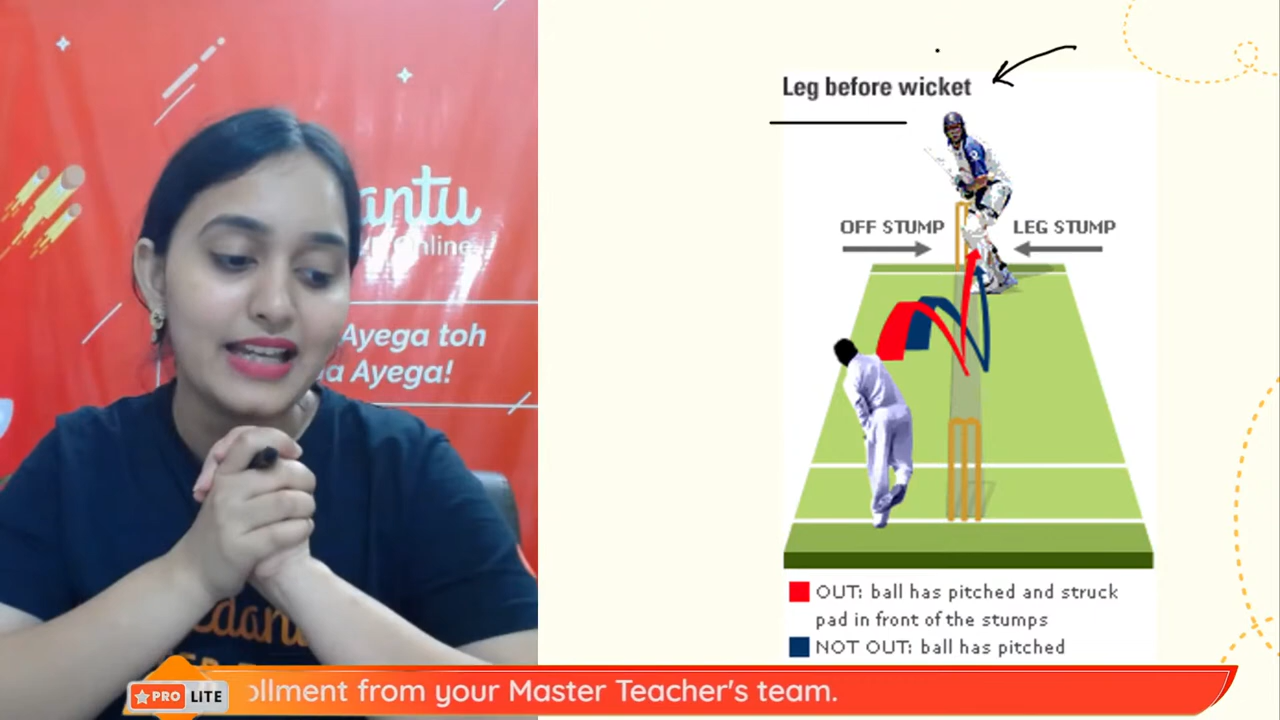 antu
Online
Ayega toh
a Ayega!
Leg before wicket
OFF STUMP
LEG STUMP
OUT: ball has pitched and struck
pad in front of the stumps
NOT OUT: ball has pitched
PRO LITE
ollment from your Master Teacher's team.